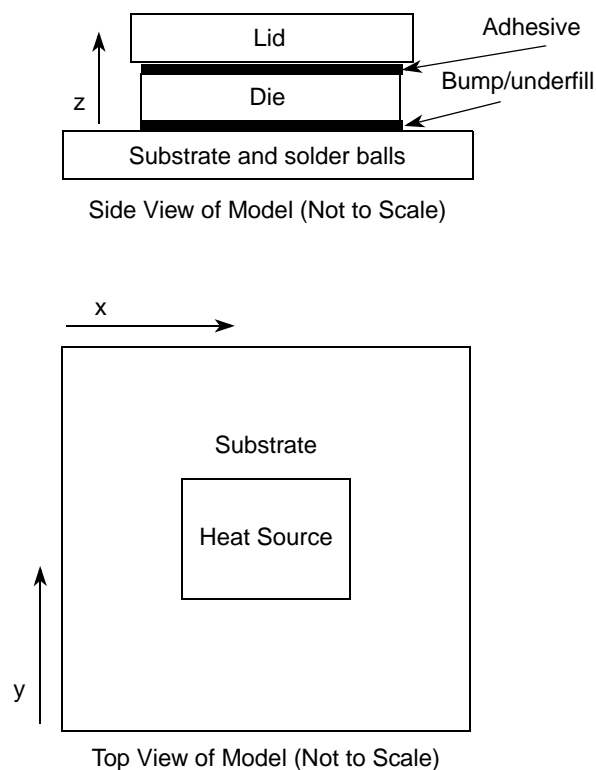 Lid
Adhesive
Bump/underfill
z
Die
Substrate and solder balls
Side View of Model (Not to Scale)
x
Substrate
Heat Source
y
Top View of Model (Not to Scale)